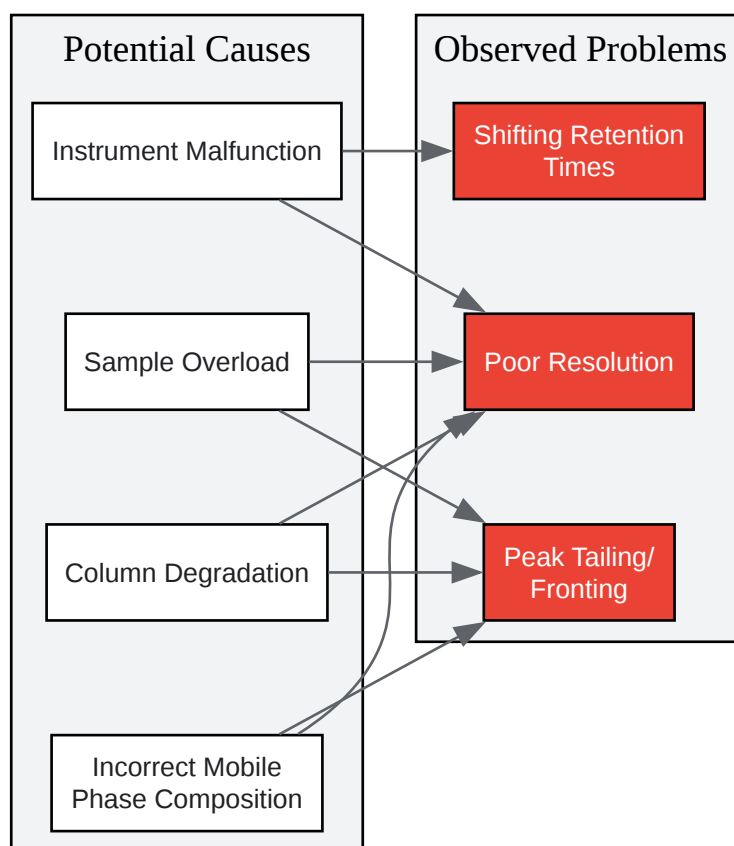 Potential Causes
Observed Problems
Instrument Malfunction
Shifting Retention
Times
Sample Overload
Poor Resolution
Column Degradation
Peak Tailing/
Fronting
Incorrect Mobile
Phase Composition